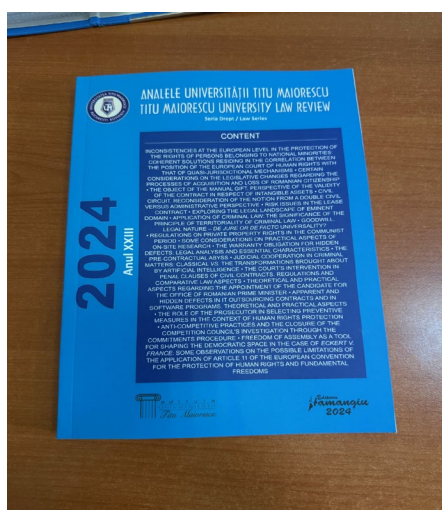 ANALELE UNIVERSITĂȚII TITU MAIORESCU
TITU MAIORESCU UNIVERSITY LAW REVIEW
Seria Drept / Law Series
CONTENT
INCONSISTENCIES AT THE EUROPEAN LEVEL IN THE PROTECTION OF
THE RIGHTS OF PERSONS BELONGING TO NATIONAL MINORITIES:
COHERENT SOLUTIONS RESIDING IN THE CORRELATION BETWEEN
THE POSITION OF THE EUROPEAN COURT OF HUMAN RIGHTS WITH
THAT OF QUASI-JURISDICTIONAL MECHANISMS • CERTAIN
CONSIDERATIONS ON THE LEGISLATIVE CHANGES REGARDING THE
PROCESSES OF ACQUISITION AND LOSS OF ROMANIAN CITIZENSHIP
• THE OBJECT OF THE MANUAL GIFT, PERSPECTIVE OF THE VALIDITY
OF THE CONTRACT IN RESPECT OF INTANGIBLE ASSETS • CIVIL
CIRCUIT. RECONSIDERATION OF THE NOTION FROM A DOUBLE CIVIL
VERSUS ADMINISTRATIVE PERSPECTIVE • RISK ISSUES IN THE LEASE
CONTRACT • EXPLORING THE LEGAL LANDSCAPE OF EMINENT
DOMAIN • APPLICATION OF CRIMINAL LAW: THE SIGNIFICANCE OF THE
PRINCIPLE OF TERRITORIALITY OF CRIMINAL LAW • GOODWILL.
LEGAL NATURE – DE JURE OR DE FACTO UNIVERSALITY?
• REGULATIONS ON PRIVATE PROPERTY RIGHTS IN THE COMMUNIST
PERIOD • SOME CONSIDERATIONS ON PRACTICAL ASPECTS OF
ON-SITE RESEARCH • THE WARRANTY OBLIGATION FOR HIDDEN
DEFECTS. LEGAL ANALYSIS AND ESSENTIAL CHARACTERISTICS • THE
PRE-CONTRACTUAL ABYSS • JUDICIAL COOPERATION IN CRIMINAL
MATTERS: CLASSICAL VS. THE TRANSFORMATIONS BROUGHT ABOUT
BY ARTIFICIAL INTELLIGENCE • THE COURT'S INTERVENTION IN
PENAL CLAUSES OF CIVIL CONTRACTS. REGULATIONS AND
COMPARATIVE LAW ASPECTS • THEORETICAL AND PRACTICAL
ASPECTS REGARDING THE APPOINTMENT OF THE CANDIDATE FOR
THE OFFICE OF ROMANIAN PRIME MINISTER • APPARENT AND
HIDDEN DEFECTS IN IT OUTSOURCING CONTRACTS AND IN
SOFTWARE PROGRAMS. THEORETICAL AND PRACTICAL ASPECTS
• THE ROLE OF THE PROSECUTOR IN SELECTING PREVENTIVE
MEASURES IN THE CONTEXT OF HUMAN RIGHTS PROTECTION
• ANTI-COMPETITIVE PRACTICES AND THE CLOSURE OF THE
COMPETITION COUNCIL'S INVESTIGATION THROUGH THE
COMMITMENTS PROCEDURE • FREEDOM OF ASSEMBLY AS A TOOL
FOR SHAPING THE DEMOCRATIC SPACE IN THE CASE OF ECKERT V.
FRANCE. SOME OBSERVATIONS ON THE POSSIBLE LIMITATIONS OF
THE APPLICATION OF ARTICLE 11 OF THE EUROPEAN CONVENTION
FOR THE PROTECTION OF HUMAN RIGHTS AND FUNDAMENTAL
FREEDOMS
2024
Anul XXIII
EDITURA
Titu Maiorescu
Editura
Hamangiu
2024